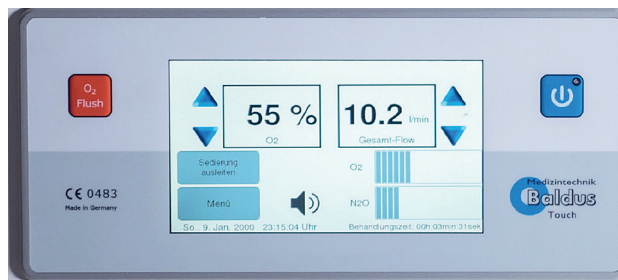 O2
Flush
55 %
O2
10.2 l/min
Gesamt-Flow
Sedierung
ausleiten
O2
Menü
N2O
So., 9. Jan. 2000 23:15:04 Uhr
Behandlungszeit: 00h:03min:31sek
CE 0483
Made in Germany
Medizintechnik
Baldus
Touch